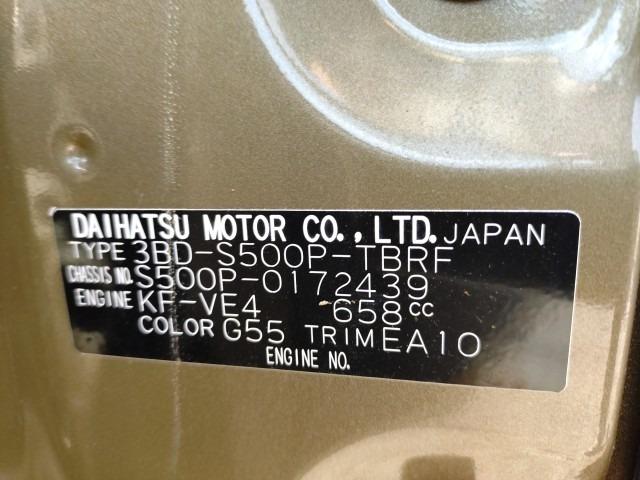 DAIHATSU MOTOR CO., LTD. JAPAN
TYPE 3BD-S500P-TBRF
CHASSIS NO. S500P-0172439
ENGINE KF-VE4 658cc
COLOR G55 TRIM EA10
ENGINE NO.